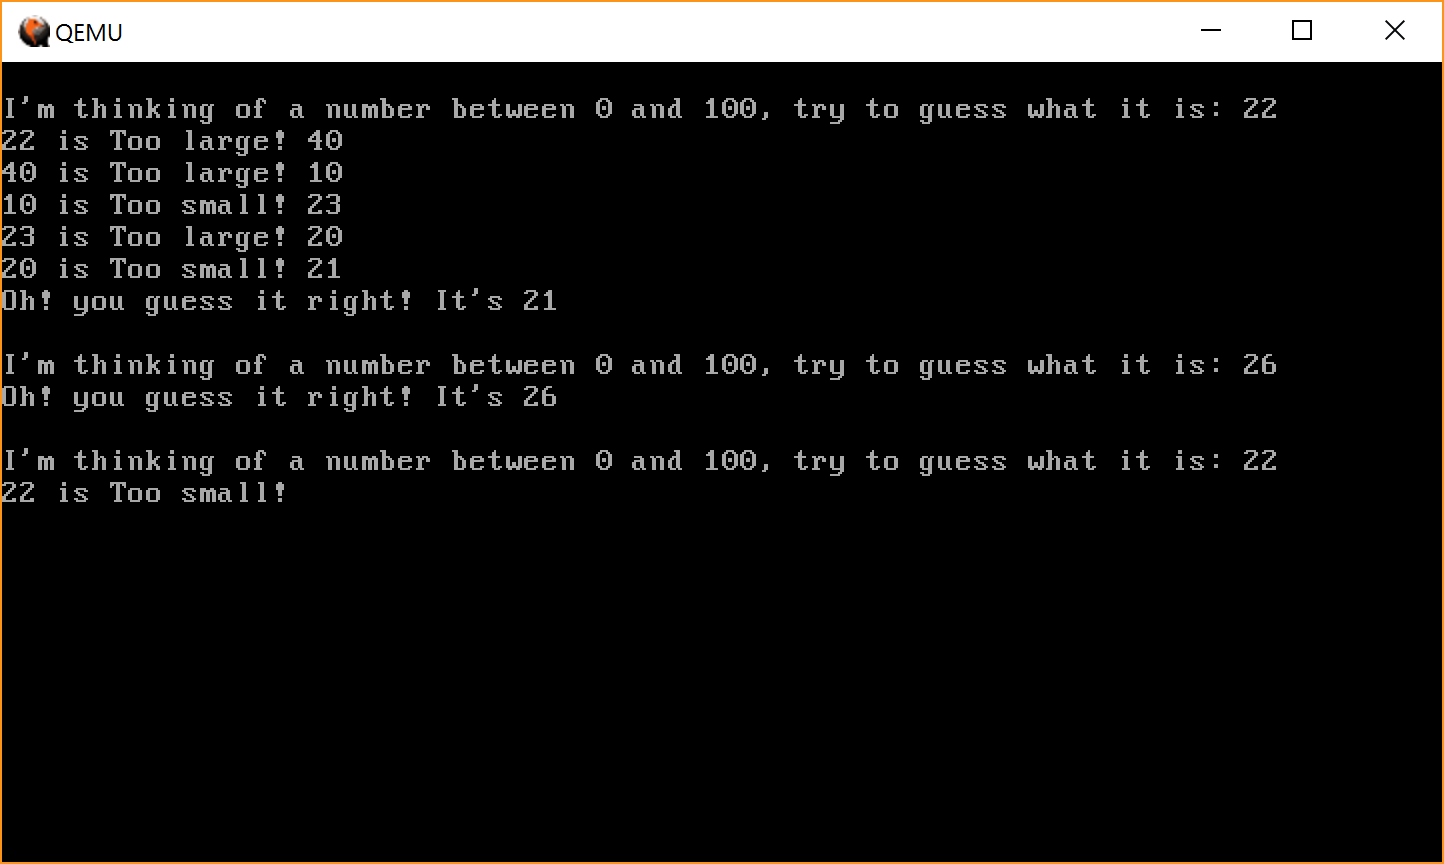 QEMU
I'm thinking of a number between 0 and 100, try to guess what it is: 22
22 is Too large! 40
40 is Too large! 10
10 is Too small! 23
23 is Too large! 20
20 is Too small! 21
Oh! you guess it right! It's 21
I'm thinking of a number between 0 and 100, try to guess what it is: 26
Oh! you guess it right! It's 26
I'm thinking of a number between 0 and 100, try to guess what it is: 22
22 is Too small!